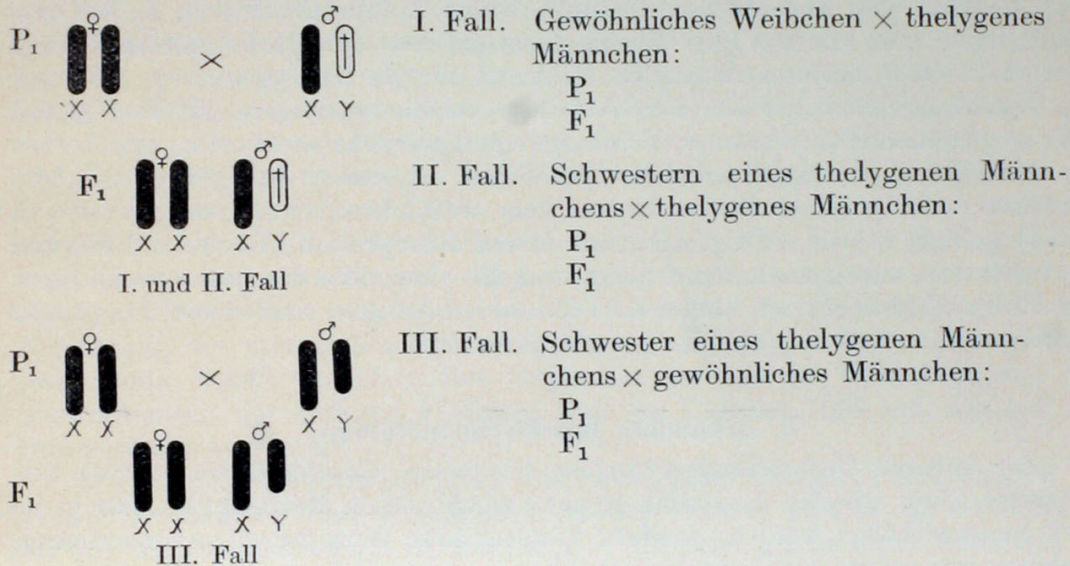 P₁ ♀ × ♂
X X X Y
F₁ ♀ ♂
X X X Y
I. und II. Fall
P₁ ♀ × ♂
X X X Y
F₁ ♀ ♂
X X X Y
III. Fall
I. Fall. Gewöhnliches Weibchen × thelygenes
Männchen:
P₁
F₁
II. Fall. Schwestern eines thelygenen Männ-
chens × thelygenes Männchen:
P₁
F₁
III. Fall. Schwester eines thelygenen Männ-
chens × gewöhnliches Männchen:
P₁
F₁